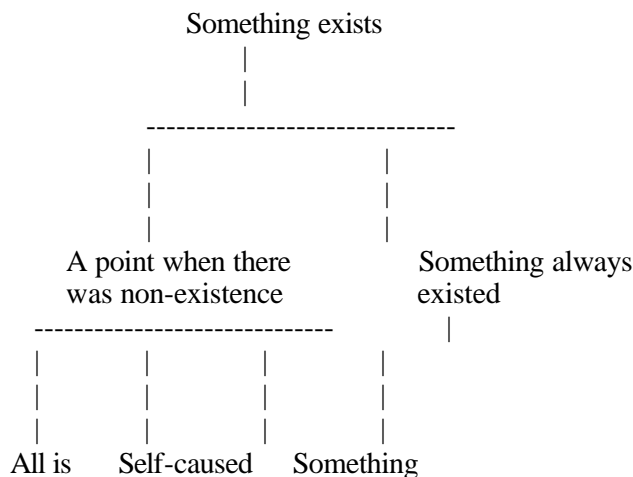 Something exists
A point when there
was non-existence
Something always
existed
All is Self-caused Something